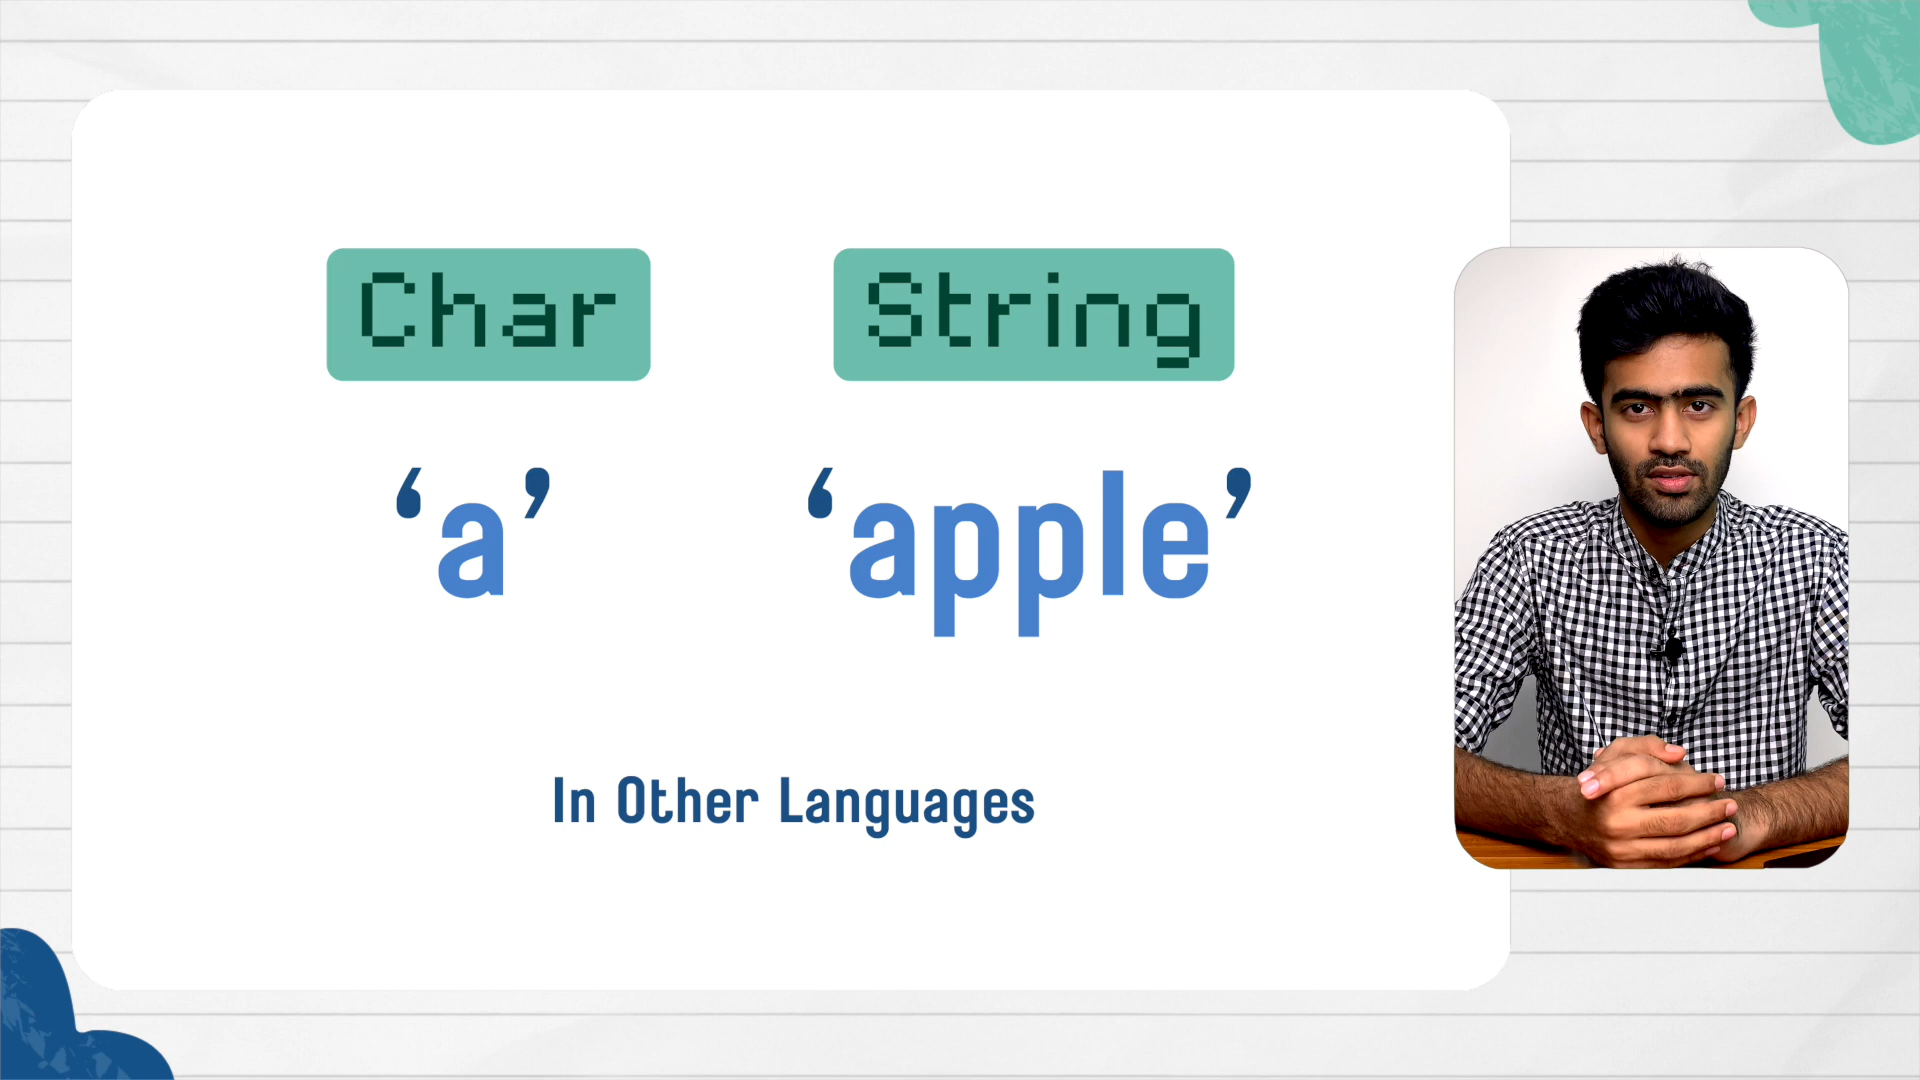 Char String
‘a’ ‘apple’
In Other Languages